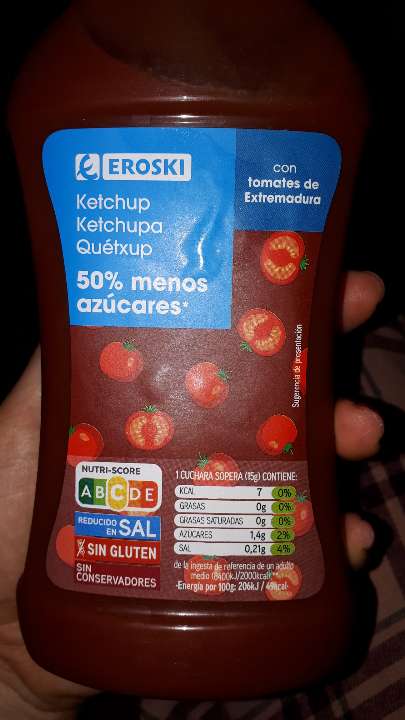 EROSKI
con
tomates de
Extremadura
Ketchup
Ketchupa
Quétxup
50% menos
azúcares*
Sugerencia de presentación
NUTRI-SCORE
A B C D E
REDUCIDO
EN SAL
SIN GLUTEN
SIN
CONSERVADORES
1 CUCHARA SOPERA (15g) CONTIENE:
KCAL 7 0%
GRASAS 0g 0%
GRASAS SATURADAS 0g 0%
AZUCARES 1,4g 2%
SAL 0,21g 4%
de la ingesta de referencia de un adulto
medio (8400kJ/2000kcal)**
-Energía por 100g: 206kJ / 49kcal-